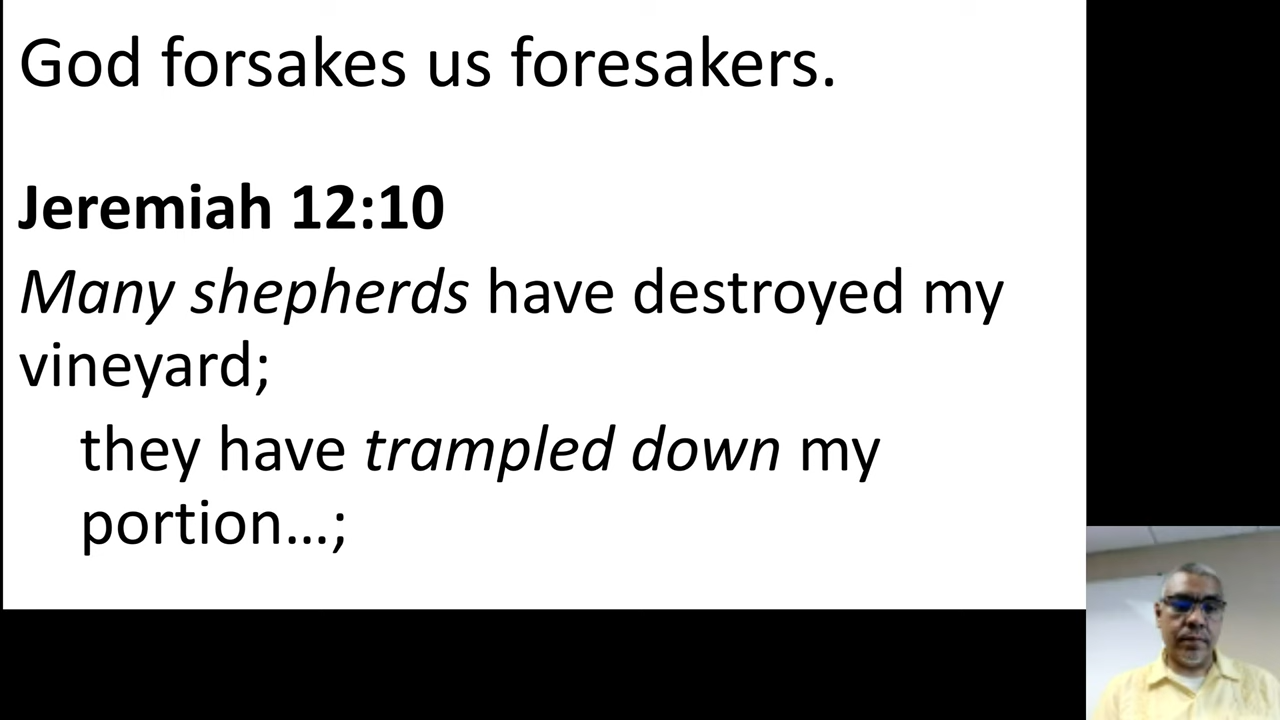 God forsakes us foresakers.
Jeremiah 12:10
Many shepherds have destroyed my
vineyard;
they have trampled down my
portion…;